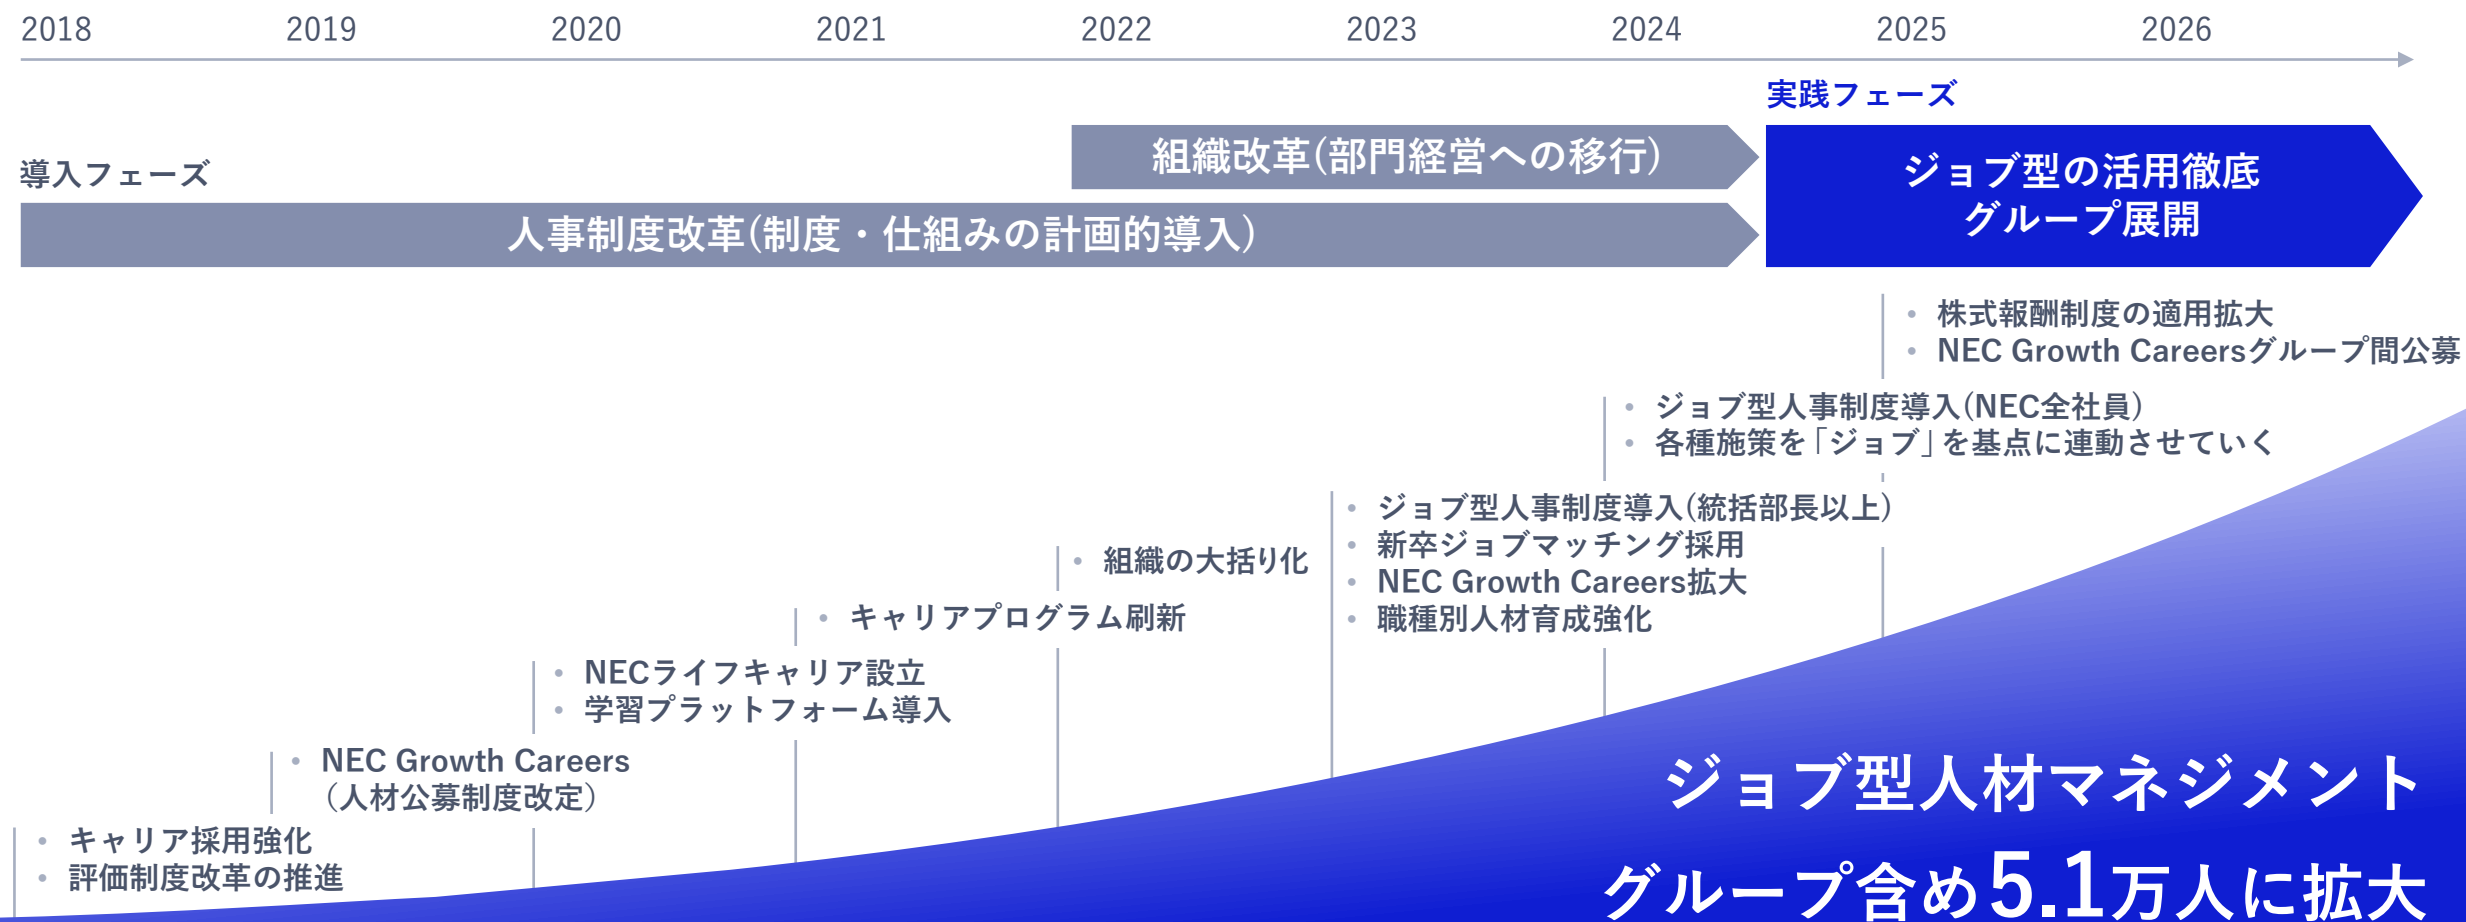 2018 2019 2020 2021 2022 2023 2024 2025 2026
実践フェーズ
組織改革(部門経営への移行)
導入フェーズ
人事制度改革(制度・仕組みの計画的導入)
ジョブ型の活用徹底
グループ展開
• 株式報酬制度の適用拡大
• NEC Growth Careersグループ間公募
• ジョブ型人事制度導入(NEC全社員)
• 各種施策を「ジョブ」を基点に連動させていく
• ジョブ型人事制度導入(統括部長以上)
• 新卒ジョブマッチング採用
• NEC Growth Careers拡大
• 職種別人材育成強化
• 組織の大括り化
• キャリアプログラム刷新
• NECライフキャリア設立
• 学習プラットフォーム導入
• NEC Growth Careers
（人材公募制度改定）
• キャリア採用強化
• 評価制度改革の推進
ジョブ型人材マネジメント
グループ含め5.1万人に拡大